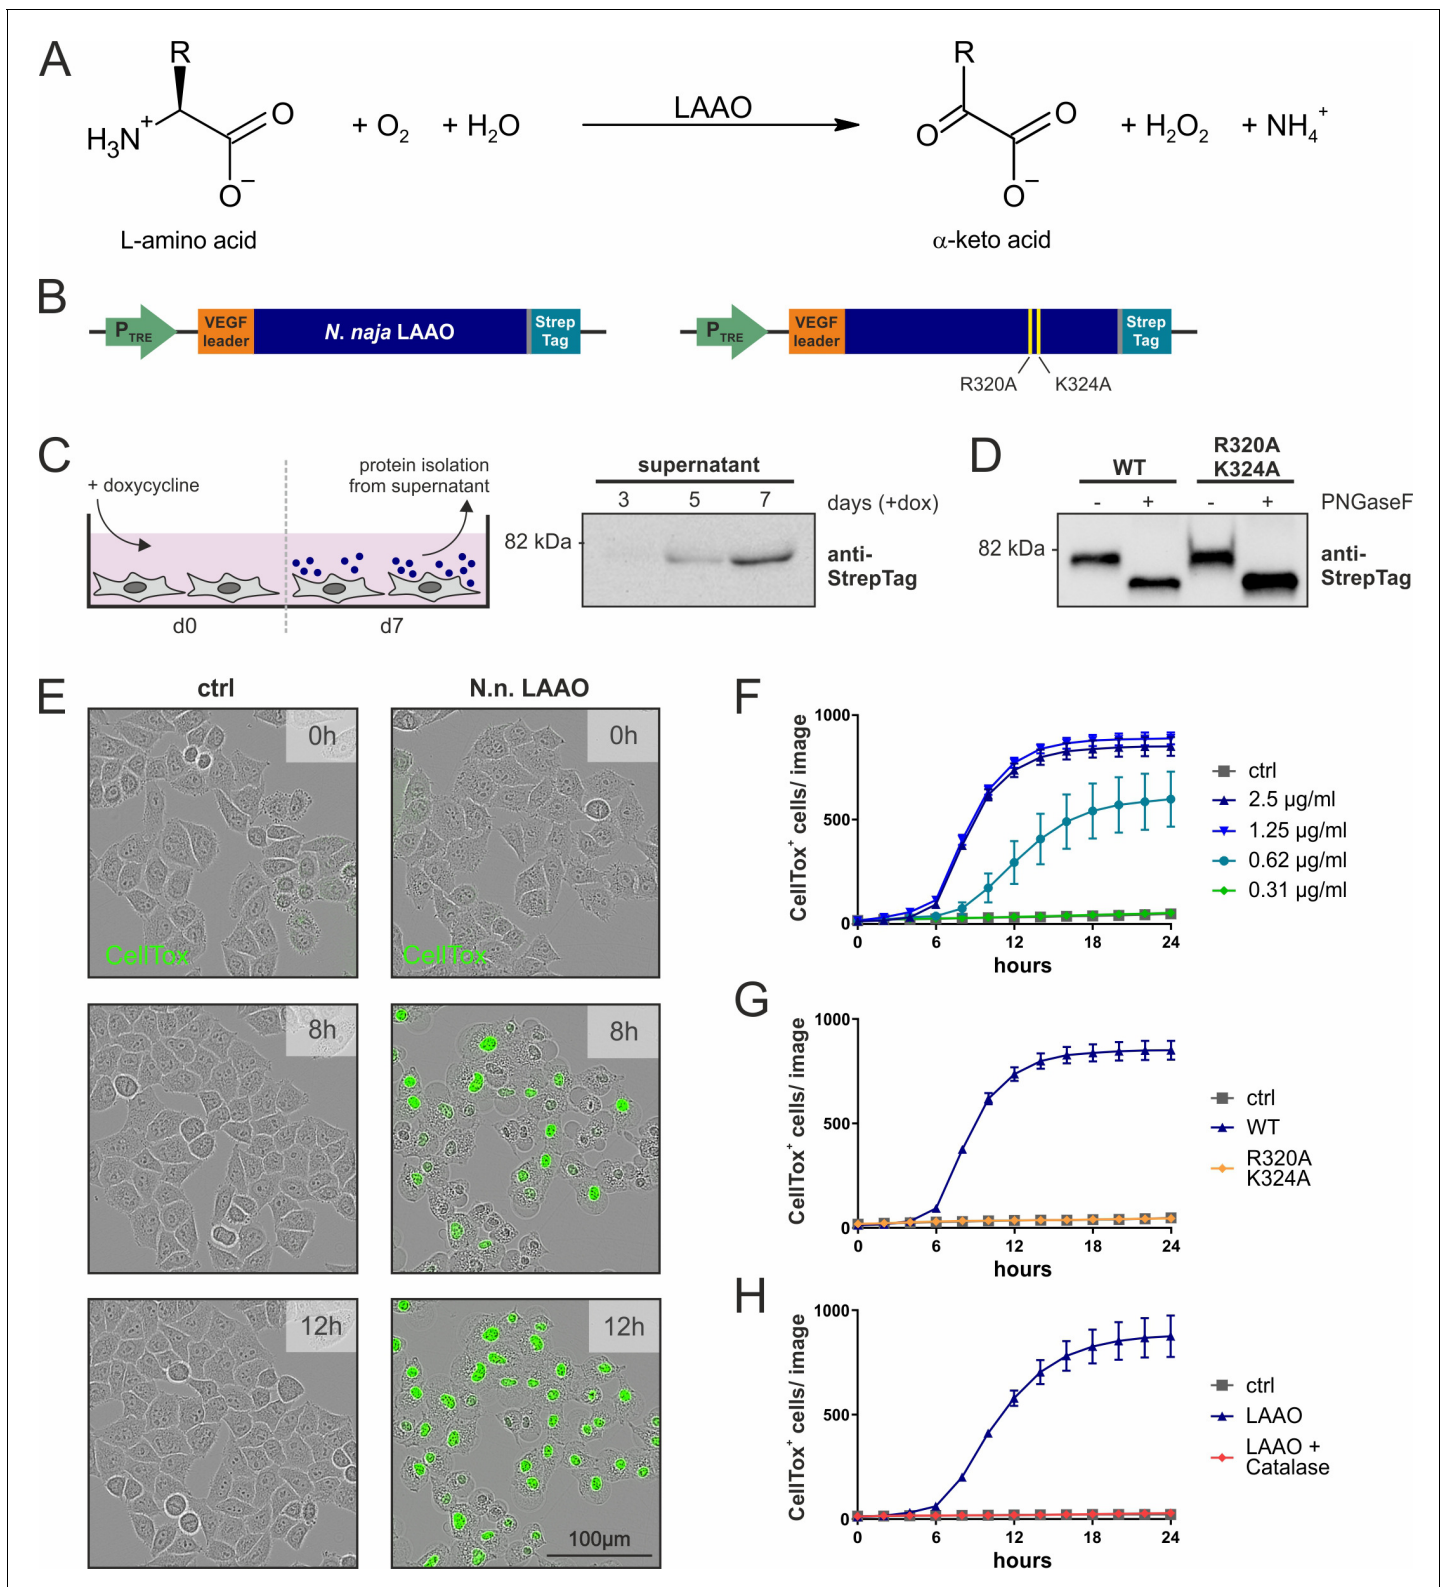 A
R
H₃N⁺
O
O⁻
+ O₂ + H₂O
LAAO
R
O
O
O⁻
+ H₂O₂ + NH₄⁺
L-amino acid
α-keto acid
B
P_TRE
VEGF
leader
N. naja LAAO
Strep
Tag
P_TRE
VEGF
leader
Strep
Tag
R320A
K324A
C
+ doxycycline
protein isolation
from supernatant
d0
d7
supernatant
3 5 7 days (+dox)
82 kDa
anti-
StrepTag
D
WT
R320A
K324A
- + - + PNGaseF
82 kDa
anti-
StrepTag
E
ctrl
N.n. LAAO
0h
CellTox
0h
CellTox
8h
8h
12h
12h
100µm
F
CellTox⁺ cells/ image
1000
500
0
0 6 12 18 24
hours
ctrl
2.5 µg/ml
1.25 µg/ml
0.62 µg/ml
0.31 µg/ml
G
CellTox⁺ cells/ image
1000
500
0
0 6 12 18 24
hours
ctrl
WT
R320A
K324A
H
CellTox⁺ cells/ image
1000
500
0
0 6 12 18 24
hours
ctrl
LAAO
LAAO +
Catalase